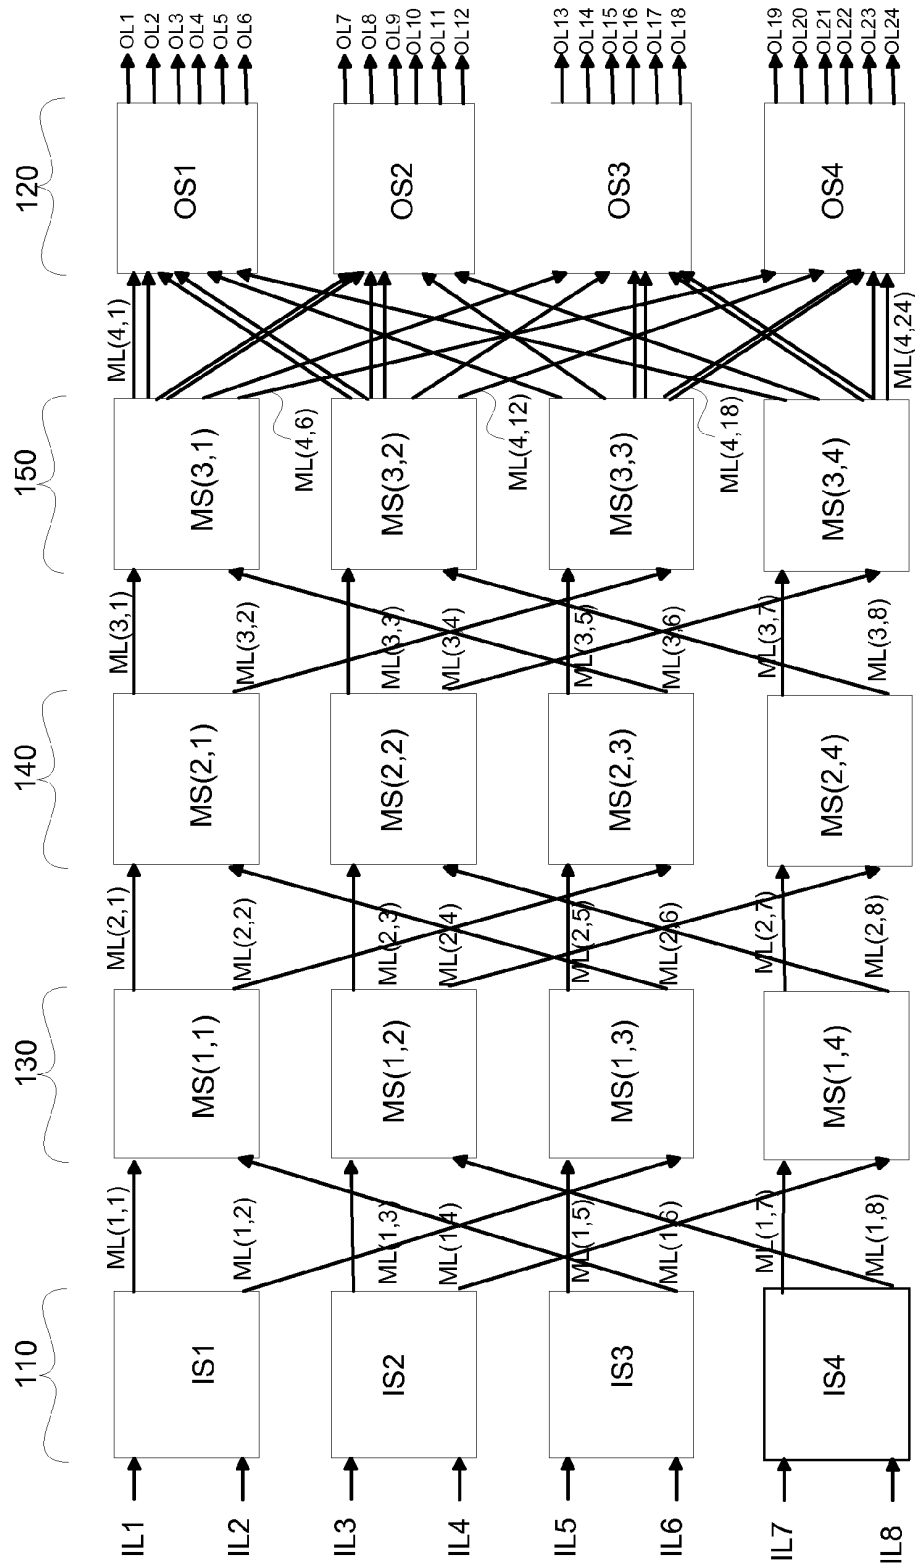 110
130
140
150
120
IL1
IL2
IL3
IL4
IL5
IL6
IL7
IL8
IS1
IS2
IS3
IS4
ML(1,1)
ML(1,2)
ML(1,3)
ML(1,4)
ML(1,5)
ML(1,6)
ML(1,7)
ML(1,8)
MS(1,1)
MS(1,2)
MS(1,3)
MS(1,4)
ML(2,1)
ML(2,2)
ML(2,3)
ML(2,4)
ML(2,5)
ML(2,6)
ML(2,7)
ML(2,8)
MS(2,1)
MS(2,2)
MS(2,3)
MS(2,4)
ML(3,1)
ML(3,2)
ML(3,3)
ML(3,4)
ML(3,5)
ML(3,6)
ML(3,7)
ML(3,8)
MS(3,1)
MS(3,2)
MS(3,3)
MS(3,4)
ML(4,1)
ML(4,6)
ML(4,12)
ML(4,18)
ML(4,24)
OS1
OS2
OS3
OS4
OL1
OL2
OL3
OL4
OL5
OL6
OL7
OL8
OL9
OL10
OL11
OL12
OL13
OL14
OL15
OL16
OL17
OL18
OL19
OL20
OL21
OL22
OL23
OL24